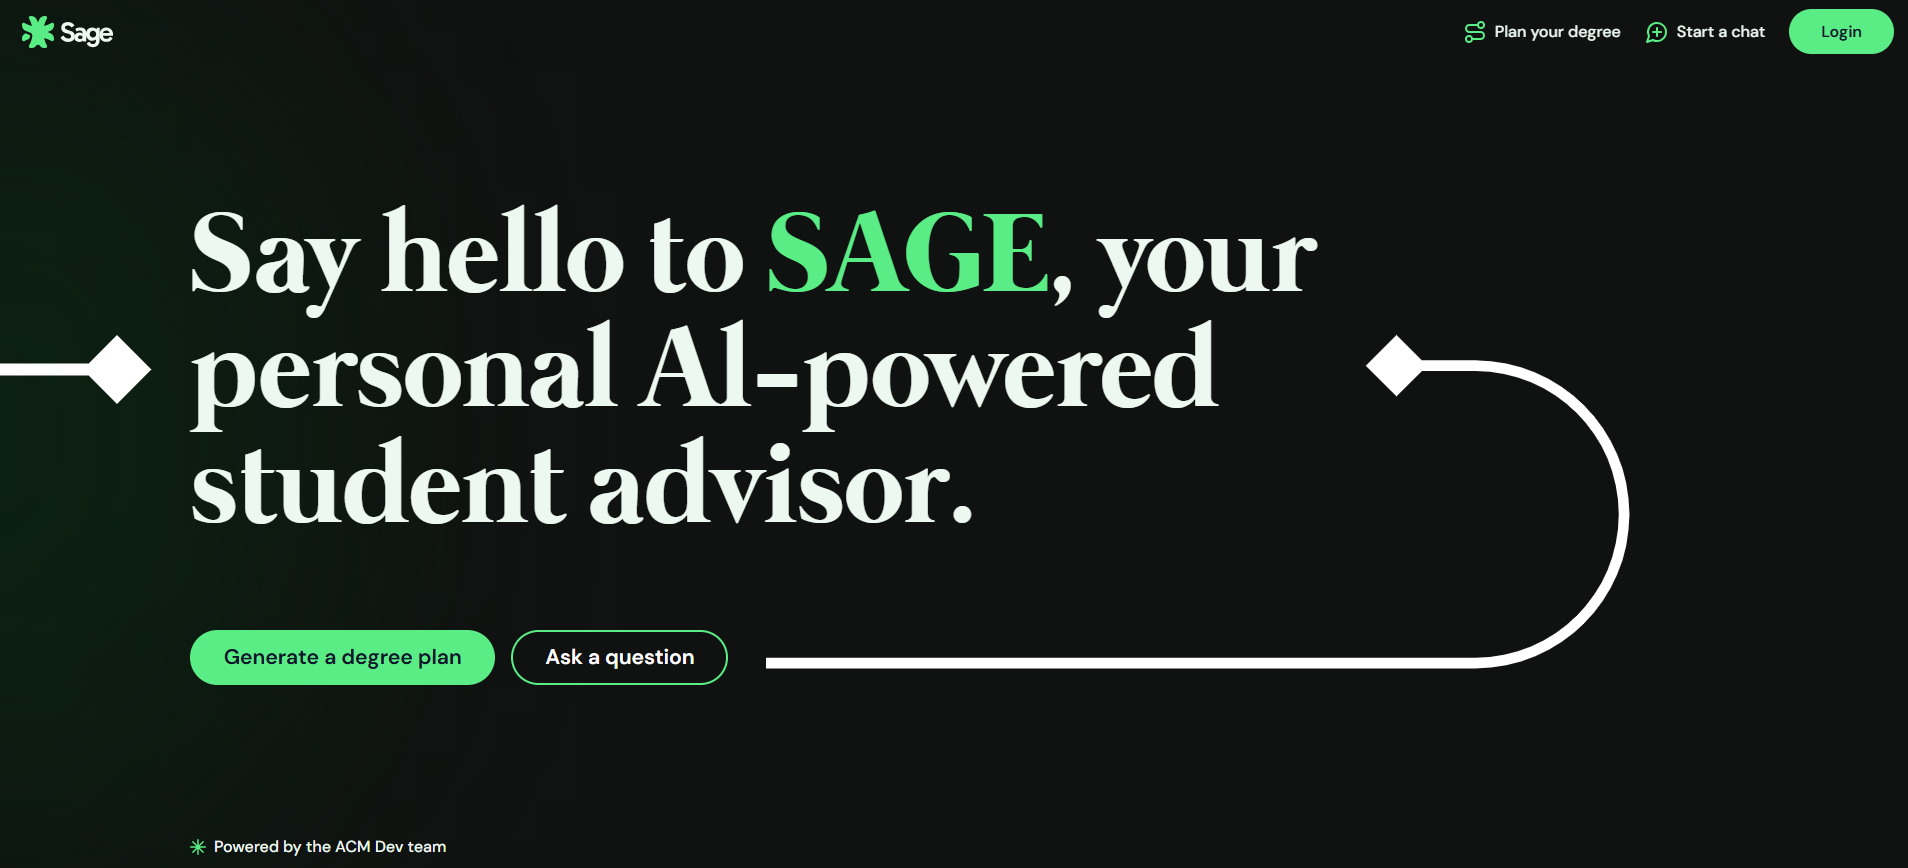 Sage
Plan your degree
Start a chat
Login
Say hello to SAGE, your
personal AI-powered
student advisor.
Generate a degree plan
Ask a question
Powered by the ACM Dev team